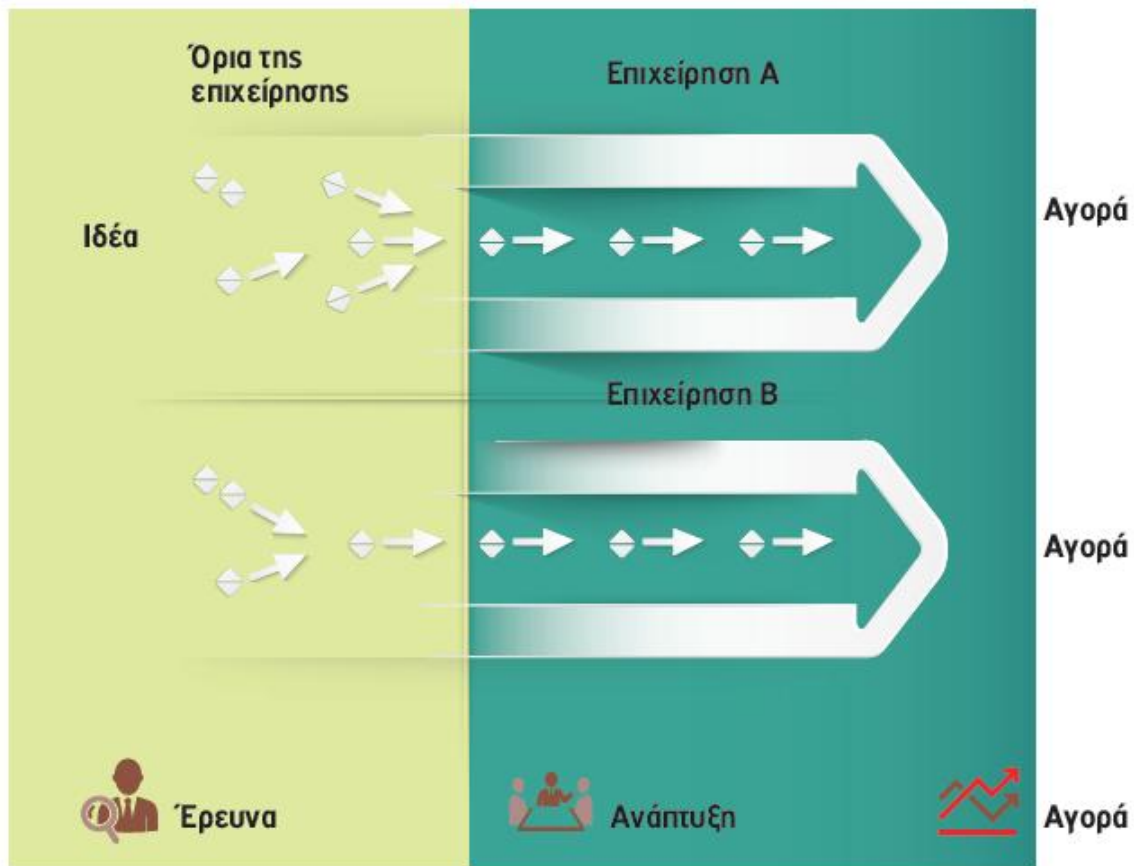 Όρια της
επιχείρησης
Επιχείρηση Α
Ιδέα
Αγορά
Επιχείρηση Β
Αγορά
Έρευνα
Ανάπτυξη
Αγορά